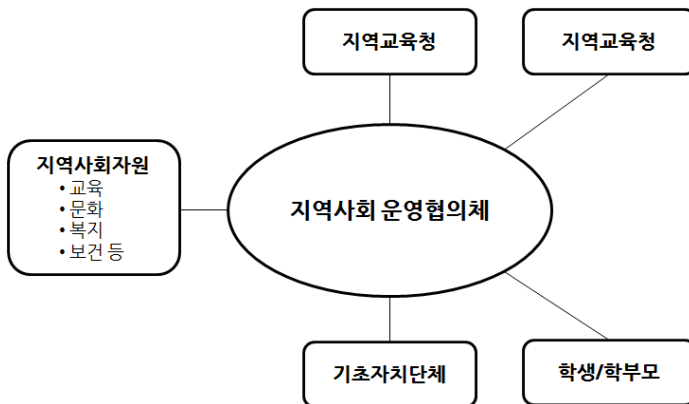 지역교육청
지역교육청
지역사회자원
• 교육
• 문화
• 복지
• 보건 등
지역사회 운영협의체
기초자치단체
학생/학부모